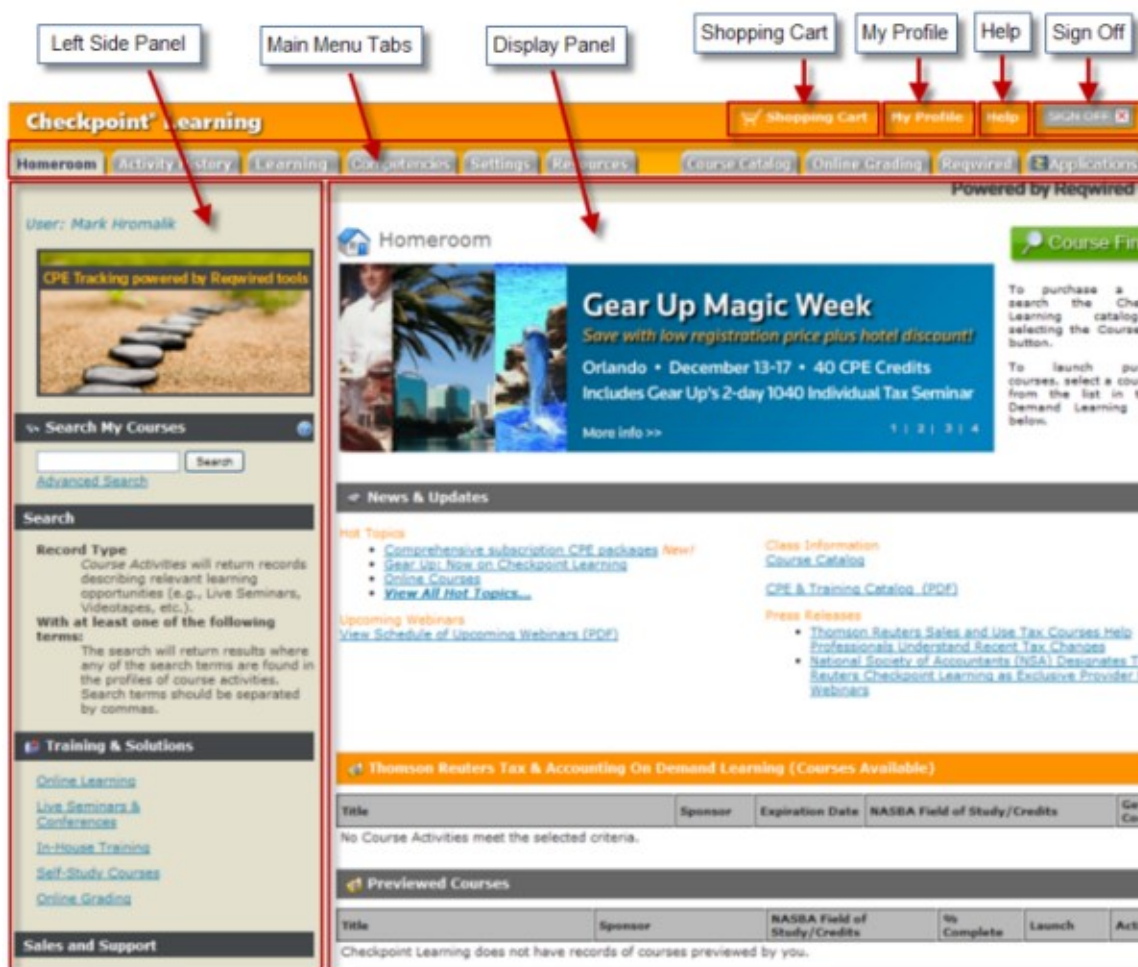 Left Side Panel
Main Menu Tabs
Display Panel
Shopping Cart
My Profile
Help
Sign Off
Checkpoint® Learning
Shopping Cart
My Profile
Help
SIGN OFF
Homeroom
Activity History
Learning
Competencies
Settings
Resources
Course Catalog
Online Grading
Reqwired
Applications
Powered by Reqwired
User: Mark Hromalik
CPE Tracking powered by Reqwired tools
Search My Courses
Search
Advanced Search
Search
Record Type
Course Activities will return records
describing relevant learning
opportunities (e.g., Live Seminars,
Videotapes, etc.).
With at least one of the following
terms:
The search will return results where
any of the search terms are found in
the profiles of course activities.
Search terms should be separated
by commas.
Training & Solutions
Online Learning
Live Seminars &
Conferences
In-House Training
Self-Study Courses
Online Grading
Sales and Support
Homeroom
Gear Up Magic Week
Save with low registration price plus hotel discount!
Orlando • December 13-17 • 40 CPE Credits
Includes Gear Up's 2-day 1040 Individual Tax Seminar
More info >>
1 | 2 | 3 | 4
Course Fin
To purchase a
search the Che
Learning catalog
selecting the Course
button.
To launch pu
courses, select a cou
from the list in t
Demand Learning
below.
News & Updates
Hot Topics
• Comprehensive subscription CPE packages New!
• Gear Up: Now on Checkpoint Learning
• Online Courses
• View All Hot Topics...
Upcoming Webinars
View Schedule of Upcoming Webinars (PDF)
Class Information
Course Catalog
CPE & Training Catalog (PDF)
Press Releases
• Thomson Reuters Sales and Use Tax Courses Help
Professionals Understand Recent Tax Changes
• National Society of Accountants (NSA) Designates T
Reuters Checkpoint Learning as Exclusive Provider
Webinars
Thomson Reuters Tax & Accounting On Demand Learning (Courses Available)
Title
Sponsor
Expiration Date
NASBA Field of Study/Credits
Ge
Co
No Course Activities meet the selected criteria.
Previewed Courses
Title
Sponsor
NASBA Field of
Study/Credits
%
Complete
Launch
Acti
Checkpoint Learning does not have records of courses previewed by you.